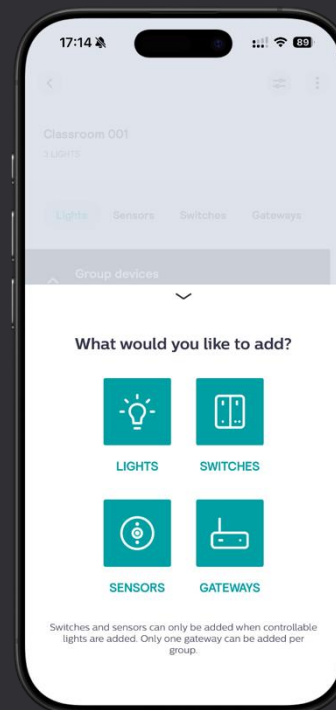 17:14
89
Classroom 001
3 LIGHTS
Lights Sensors Switches Gateways
Group devices
What would you like to add?
LIGHTS SWITCHES
SENSORS GATEWAYS
Switches and sensors can only be added when controllable
lights are added. Only one gateway can be added per
group.